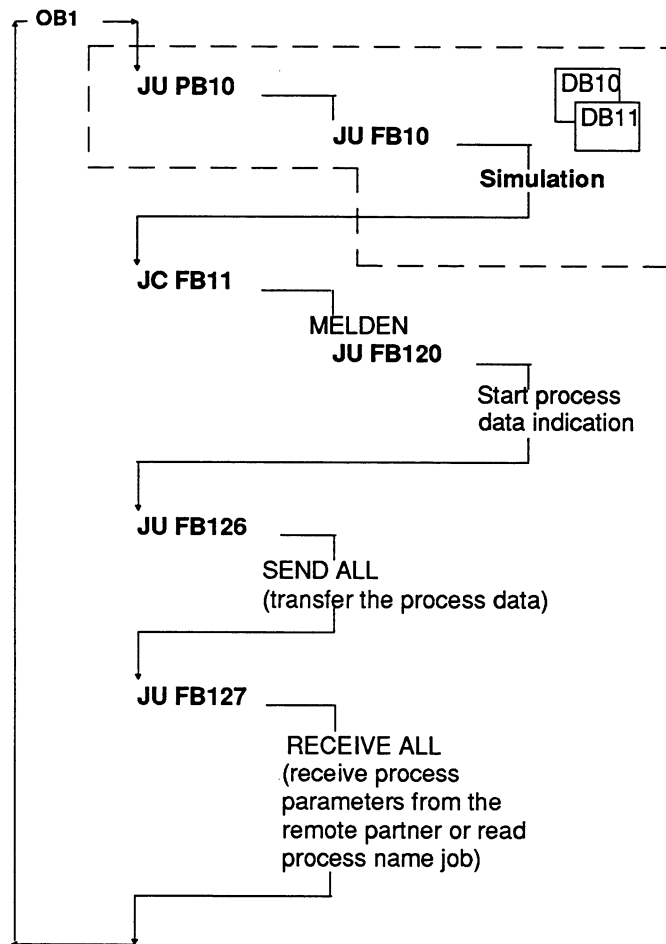 OB1
JU PB10
DB10
DB11
JU FB10
Simulation
JC FB11
MELDEN
JU FB120
Start process
data indication
JU FB126
SEND ALL
(transfer the process data)
JU FB127
RECEIVE ALL
(receive process
parameters from the
remote partner or read
process name job)